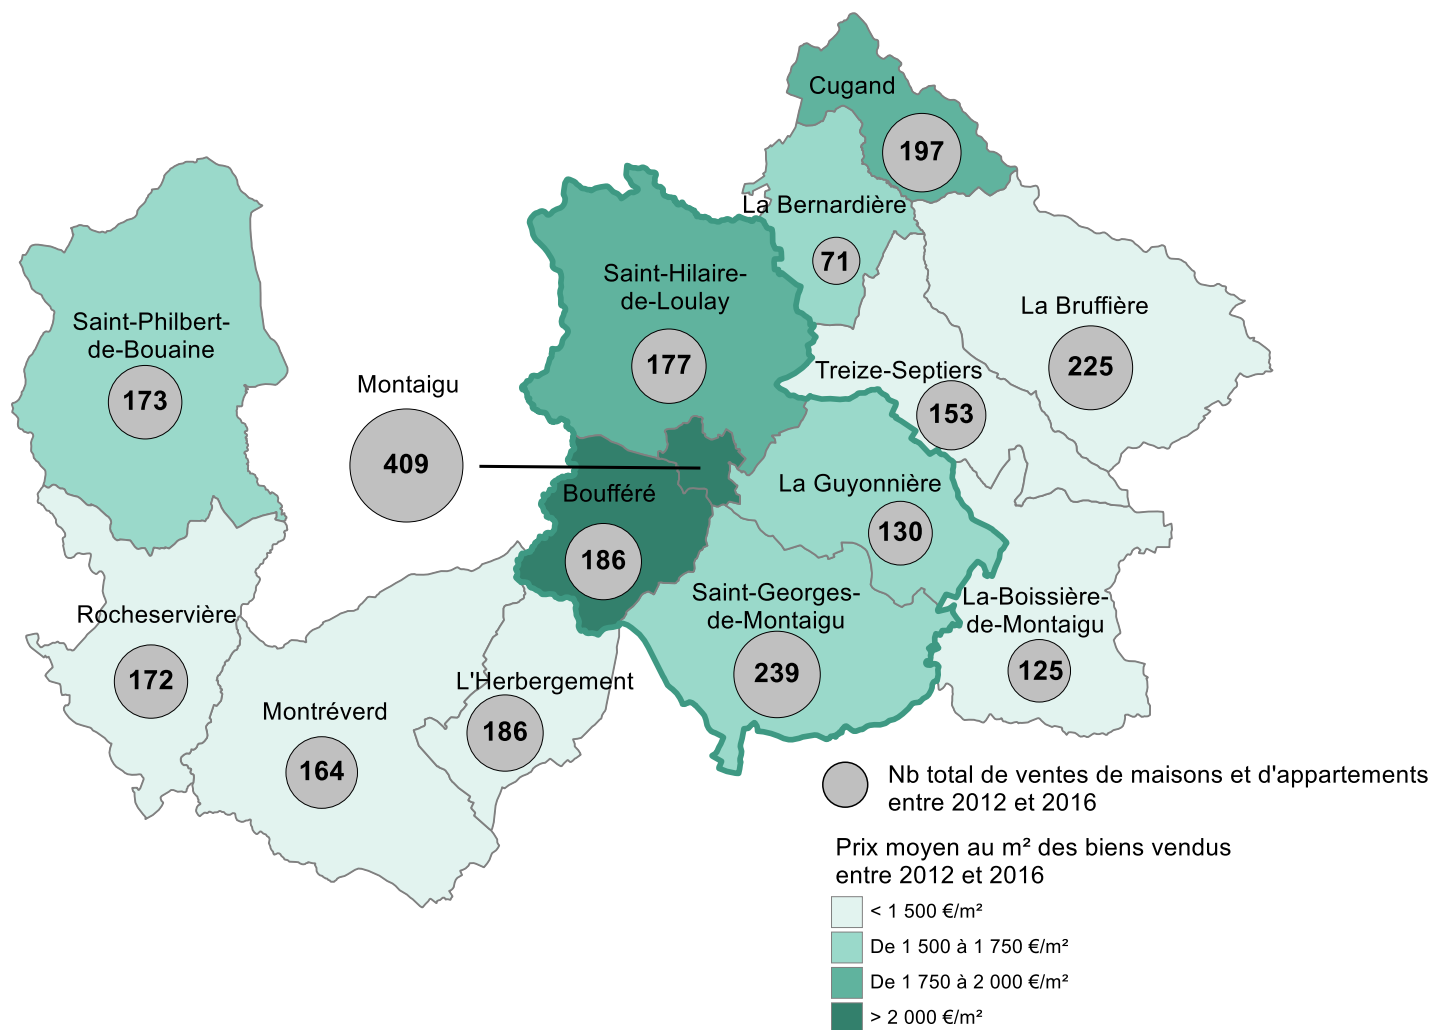 Cugand
197
La Bernardière
71
Saint-Hilaire-
de-Loulay
177
La Bruffière
225
Saint-Philbert-
de-Bouaine
173
Montaigu
409
Treize-Septiers
153
Boufféré
186
La Guyonnière
130
Rocheservière
172
Saint-Georges-
de-Montaigu
239
La-Boissière-
de-Montaigu
125
L'Herbergement
186
Montréverd
164
Nb total de ventes de maisons et d'appartements
entre 2012 et 2016
Prix moyen au m² des biens vendus
entre 2012 et 2016
< 1 500 €/m²
De 1 500 à 1 750 €/m²
De 1 750 à 2 000 €/m²
> 2 000 €/m²